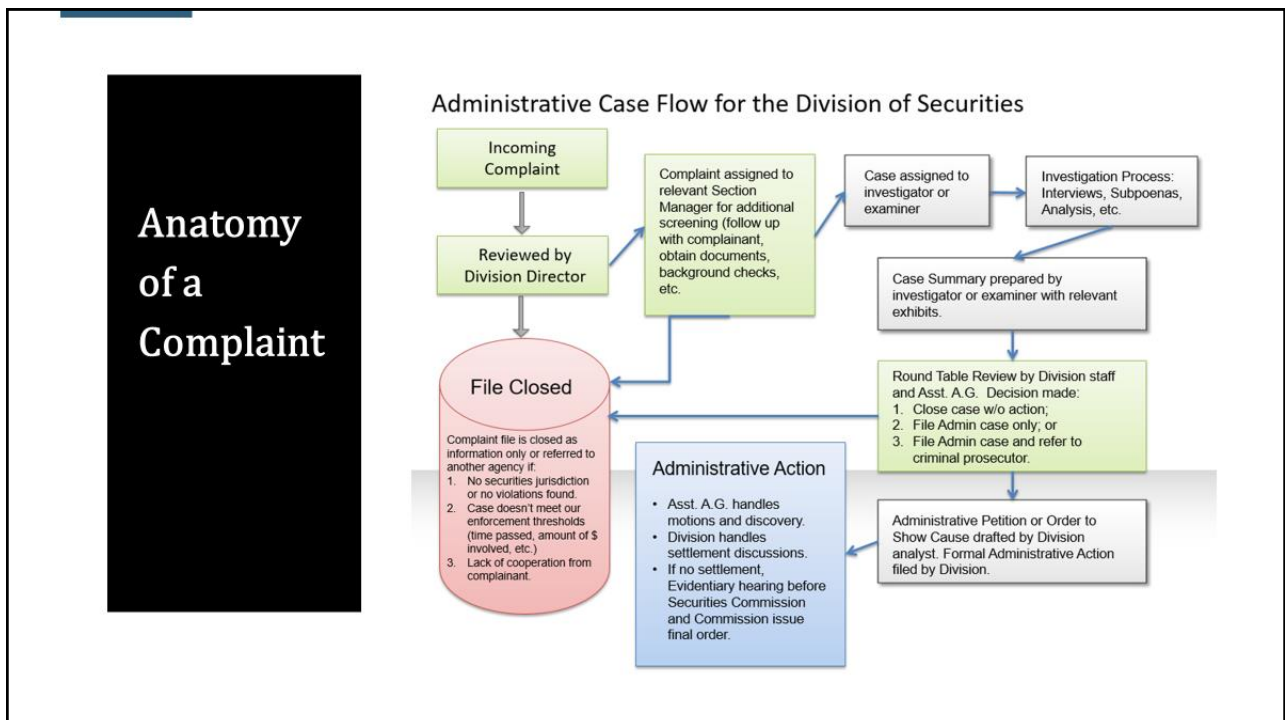 Anatomy
of a
Complaint
Administrative Case Flow for the Division of Securities
Incoming
Complaint
Reviewed by
Division Director
Complaint assigned to
relevant Section
Manager for additional
screening (follow up
with complainant,
obtain documents,
background checks,
etc.
Case assigned to
investigator or
examiner
Investigation Process:
Interviews, Subpoenas,
Analysis, etc.
Case Summary prepared by
investigator or examiner with relevant
exhibits.
Round Table Review by Division staff
and Asst. A.G. Decision made:
1. Close case w/o action;
2. File Admin case only; or
3. File Admin case and refer to
criminal prosecutor.
File Closed
Complaint file is closed as
information only or referred to
another agency if:
1. No securities jurisdiction
or no violations found.
2. Case doesn't meet our
enforcement thresholds
(time passed, amount of $
involved, etc.)
3. Lack of cooperation from
complainant.
Administrative Action
• Asst. A.G. handles
motions and discovery.
• Division handles
settlement discussions.
• If no settlement,
Evidentiary hearing before
Securities Commission
and Commission issue
final order.
Administrative Petition or Order to
Show Cause drafted by Division
analyst. Formal Administrative Action
filed by Division.